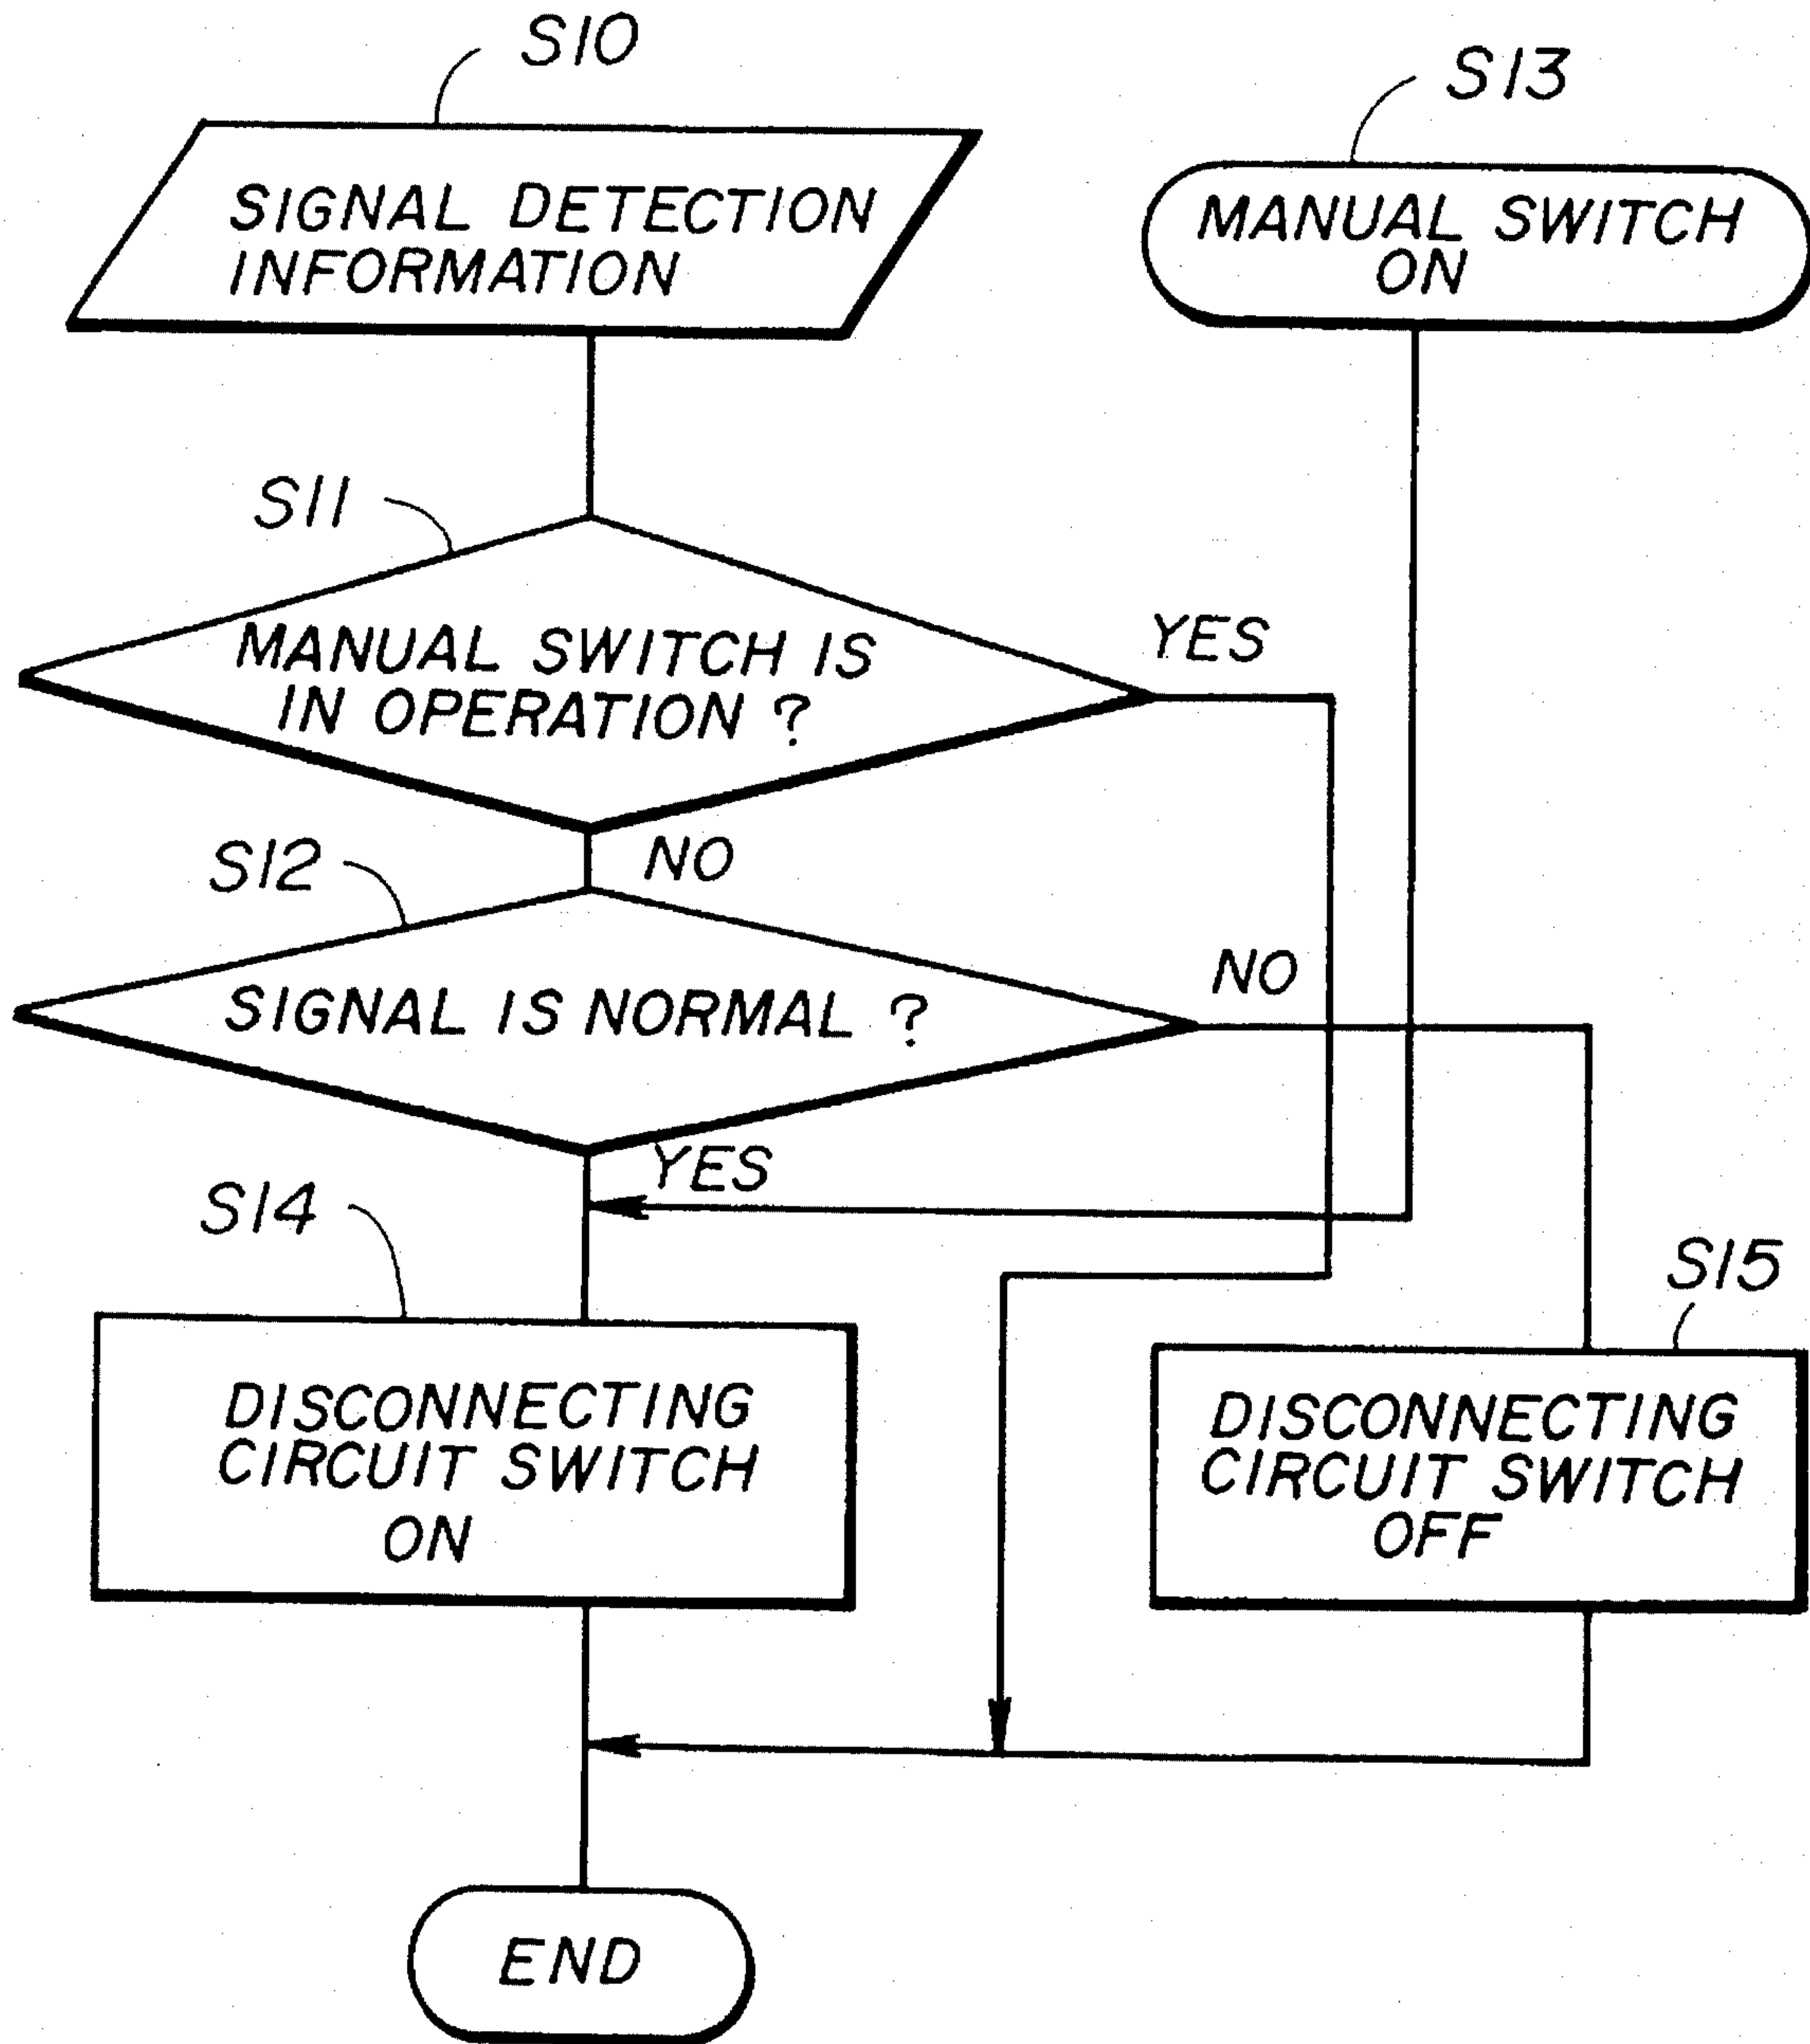 S10
SIGNAL DETECTION
INFORMATION
S13
MANUAL SWITCH
ON
S11
MANUAL SWITCH IS
IN OPERATION ?
YES
NO
S12
SIGNAL IS NORMAL ?
NO
YES
S14
DISCONNECTING
CIRCUIT SWITCH
ON
S15
DISCONNECTING
CIRCUIT SWITCH
OFF
END